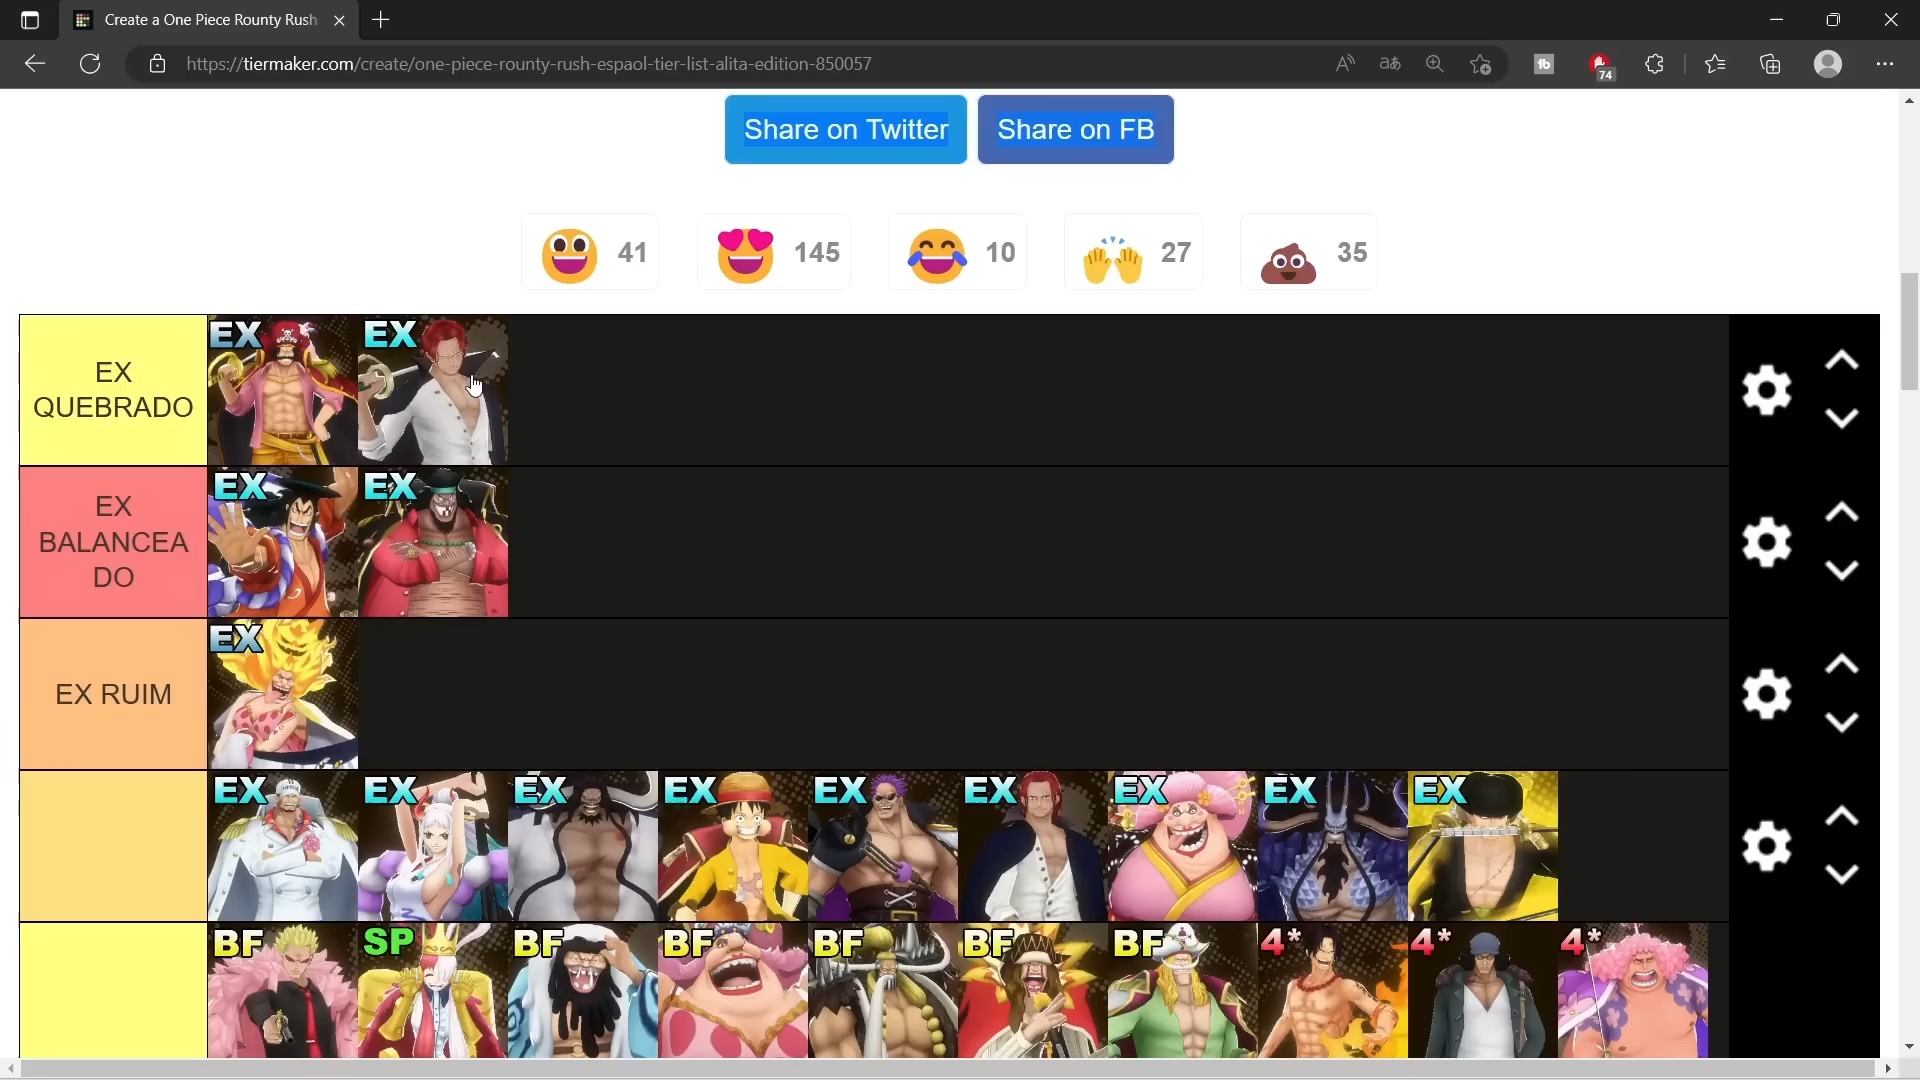 Create a One Piece Rounty Rush
https://tiermaker.com/create/one-piece-rounty-rush-espaol-tier-list-alita-edition-850057
74
Share on Twitter
Share on FB
41
145
10
27
35
EX
QUEBRADO
EX
EX
EX
BALANCEA
DO
EX
EX
EX RUIM
EX
EX
EX
EX
EX
EX
EX
EX
EX
EX
BF
SP
BF
BF
BF
BF
BF
4*
4*
4*